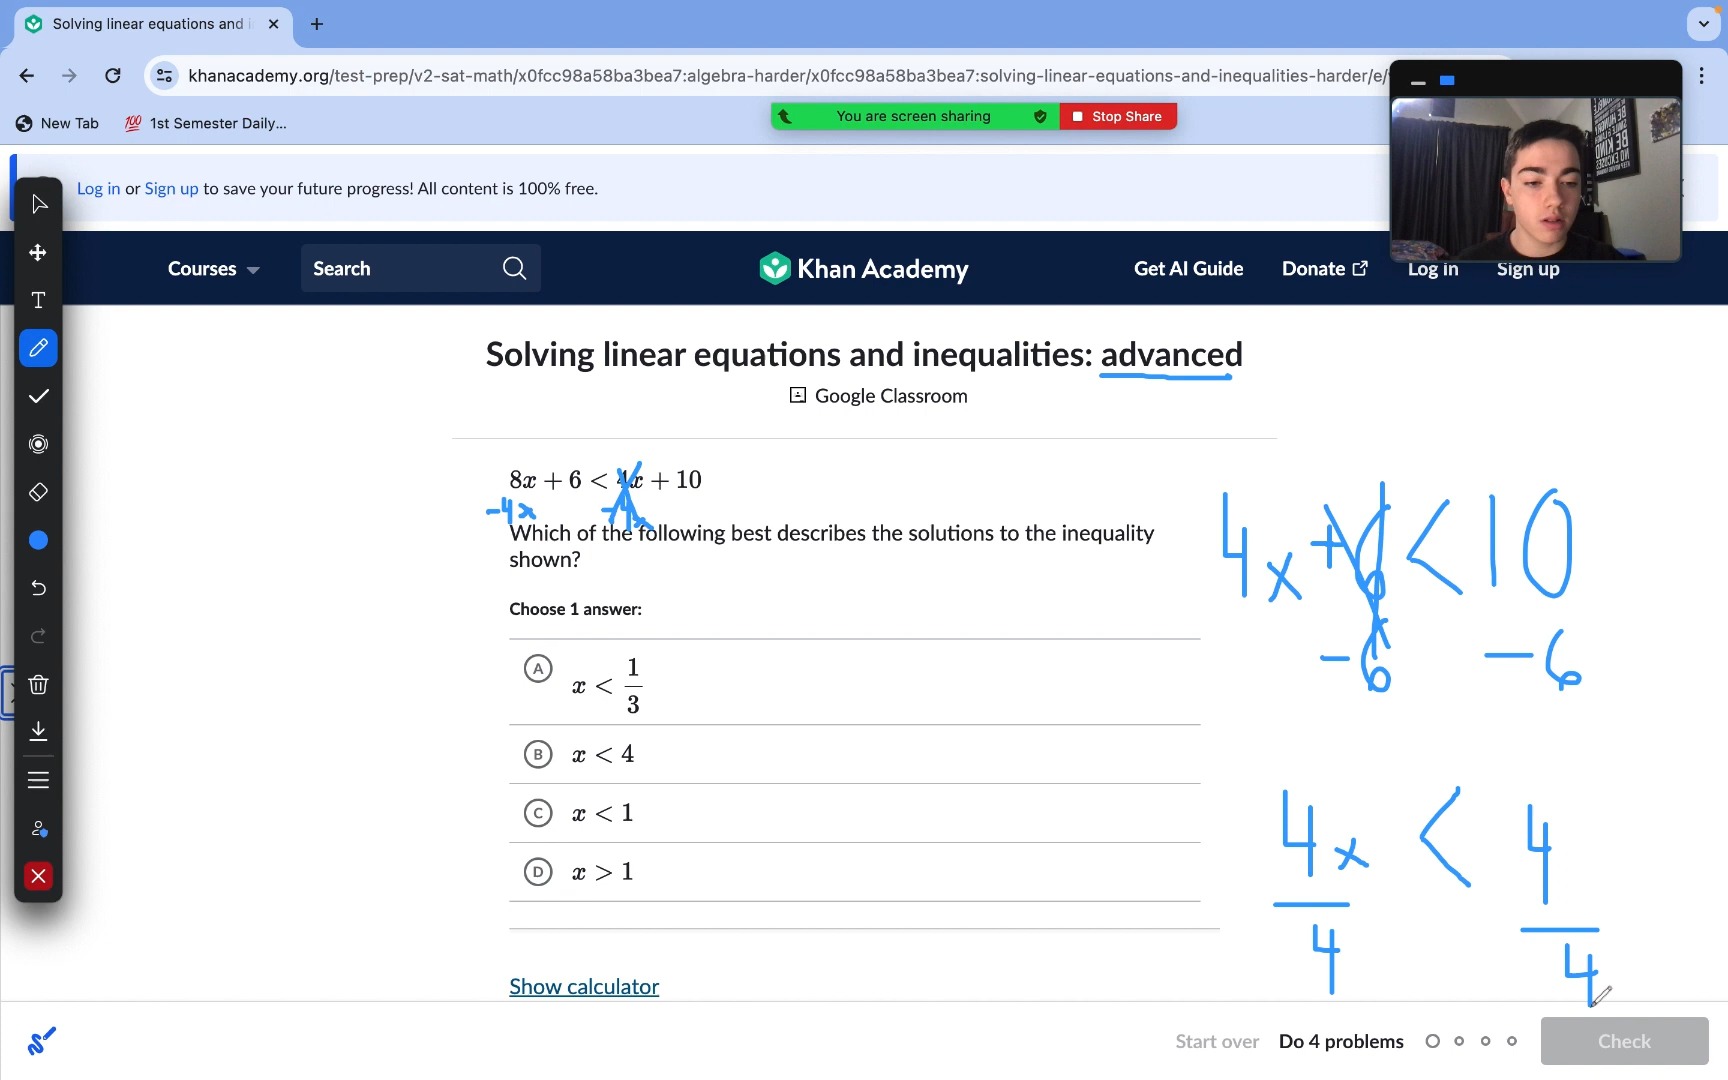 Solving linear equations and i
khanacademy.org/test-prep/v2-sat-math/x0fcc98a58ba3bea7:algebra-harder/x0fcc98a58ba3bea7:solving-linear-equations-and-inequalities-harder/e/
New Tab
💯 1st Semester Daily...
You are screen sharing
Stop Share
Log in or Sign up to save your future progress! All content is 100% free.
Courses
Search
Khan Academy
Get AI Guide
Donate
Log in
Sign up
BE KIND
NO EXCUSES
T
Solving linear equations and inequalities: advanced
Google Classroom
8x + 6 < 4x + 10
-4x -4x
Which of the following best describes the solutions to the inequality
shown?
Choose 1 answer:
A x < 1/3
B x < 4
C x < 1
D x > 1
Show calculator
4x + 6 < 10
- 6 - 6
4x < 4
4 4
Start over
Do 4 problems
Check